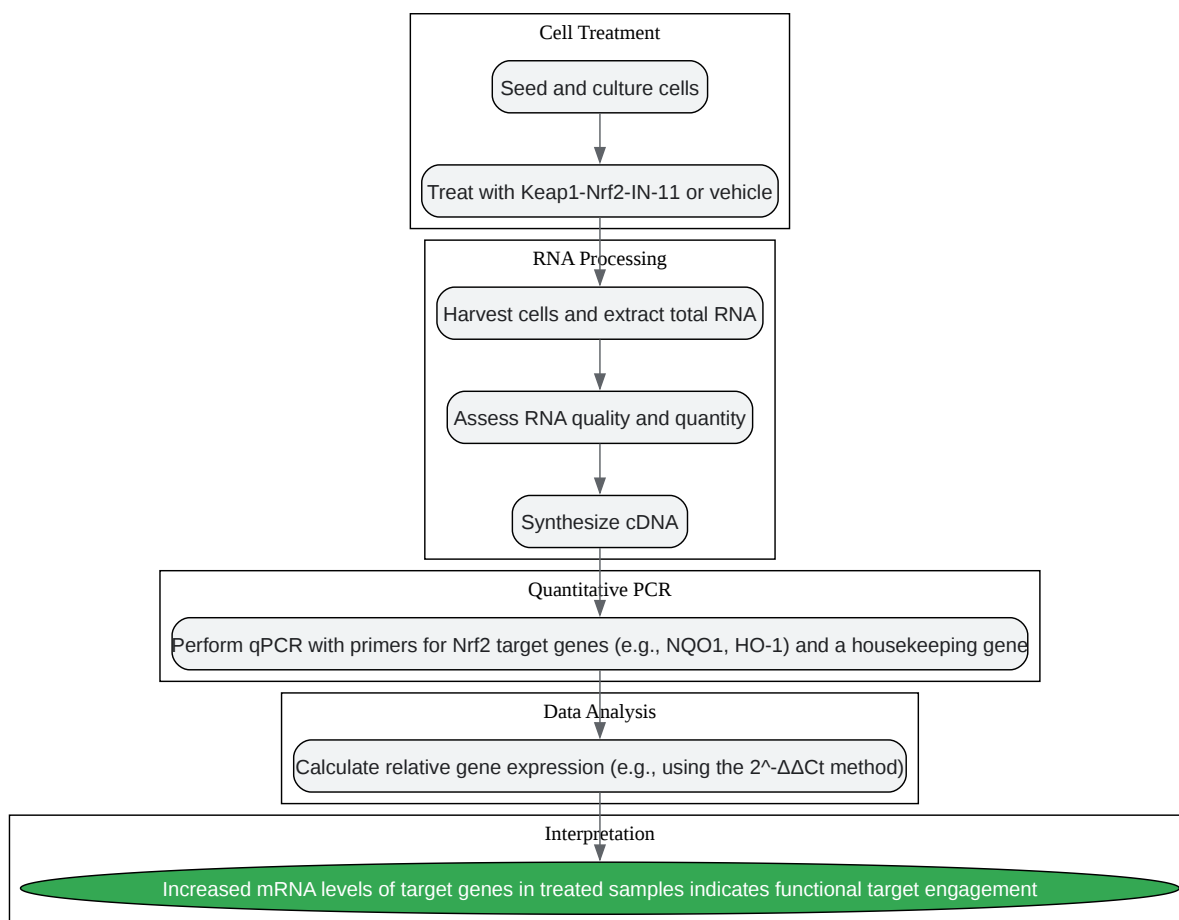 Cell Treatment
Seed and culture cells
Treat with Keap1-Nrf2-IN-11 or vehicle
RNA Processing
Harvest cells and extract total RNA
Assess RNA quality and quantity
Synthesize cDNA
Quantitative PCR
Perform qPCR with primers for Nrf2 target genes (e.g., NQO1, HO-1) and a housekeeping gene
Data Analysis
Calculate relative gene expression (e.g., using the 2^-ΔΔCt method)
Interpretation
Increased mRNA levels of target genes in treated samples indicates functional target engagement